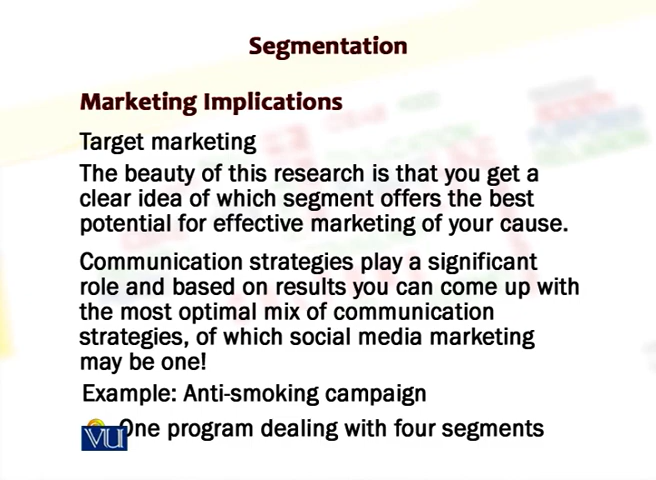 Segmentation
Marketing Implications
Target marketing
The beauty of this research is that you get a
clear idea of which segment offers the best
potential for effective marketing of your cause.
Communication strategies play a significant
role and based on results you can come up with
the most optimal mix of communication
strategies, of which social media marketing
may be one!
Example: Anti-smoking campaign
VU One program dealing with four segments